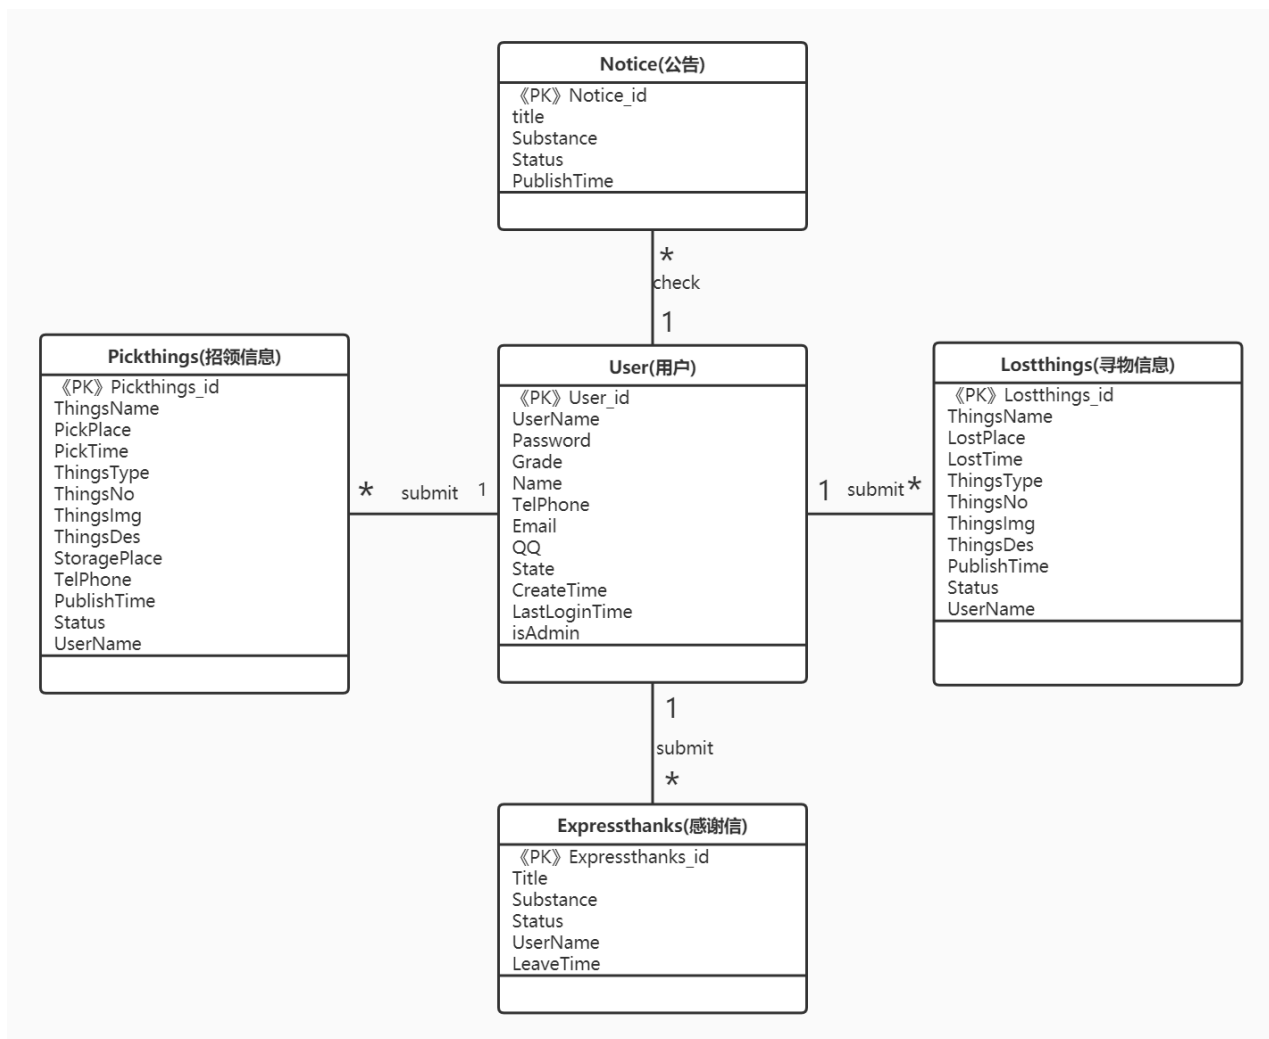 Notice(公告)
《PK》Notice_id
title
Substance
Status
PublishTime
*
check
1
Pickthings(招领信息)
《PK》Pickthings_id
ThingsName
PickPlace
PickTime
ThingsType
ThingsNo
ThingsImg
ThingsDes
StoragePlace
TelPhone
PublishTime
Status
UserName
* submit 1
User(用户)
《PK》User_id
UserName
Password
Grade
Name
TelPhone
Email
QQ
State
CreateTime
LastLoginTime
isAdmin
1 submit *
Lostthings(寻物信息)
《PK》Lostthings_id
ThingsName
LostPlace
LostTime
ThingsType
ThingsNo
ThingsImg
ThingsDes
PublishTime
Status
UserName
1
submit
*
Expressthanks(感谢信)
《PK》Expressthanks_id
Title
Substance
Status
UserName
LeaveTime